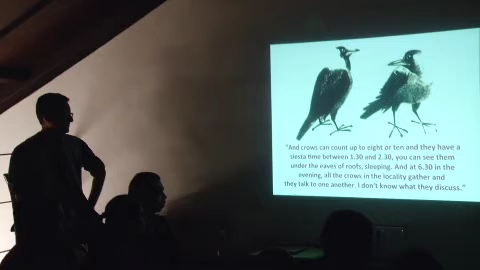 "And crows can count up to eight or ten and they have a
siesta time between 1.30 and 2.30, you can see them
under the eaves of roofs, sleeping. And at 6.30 in the
evening, all the crows in the locality gather and
they talk to one another. I don't know what they discuss."